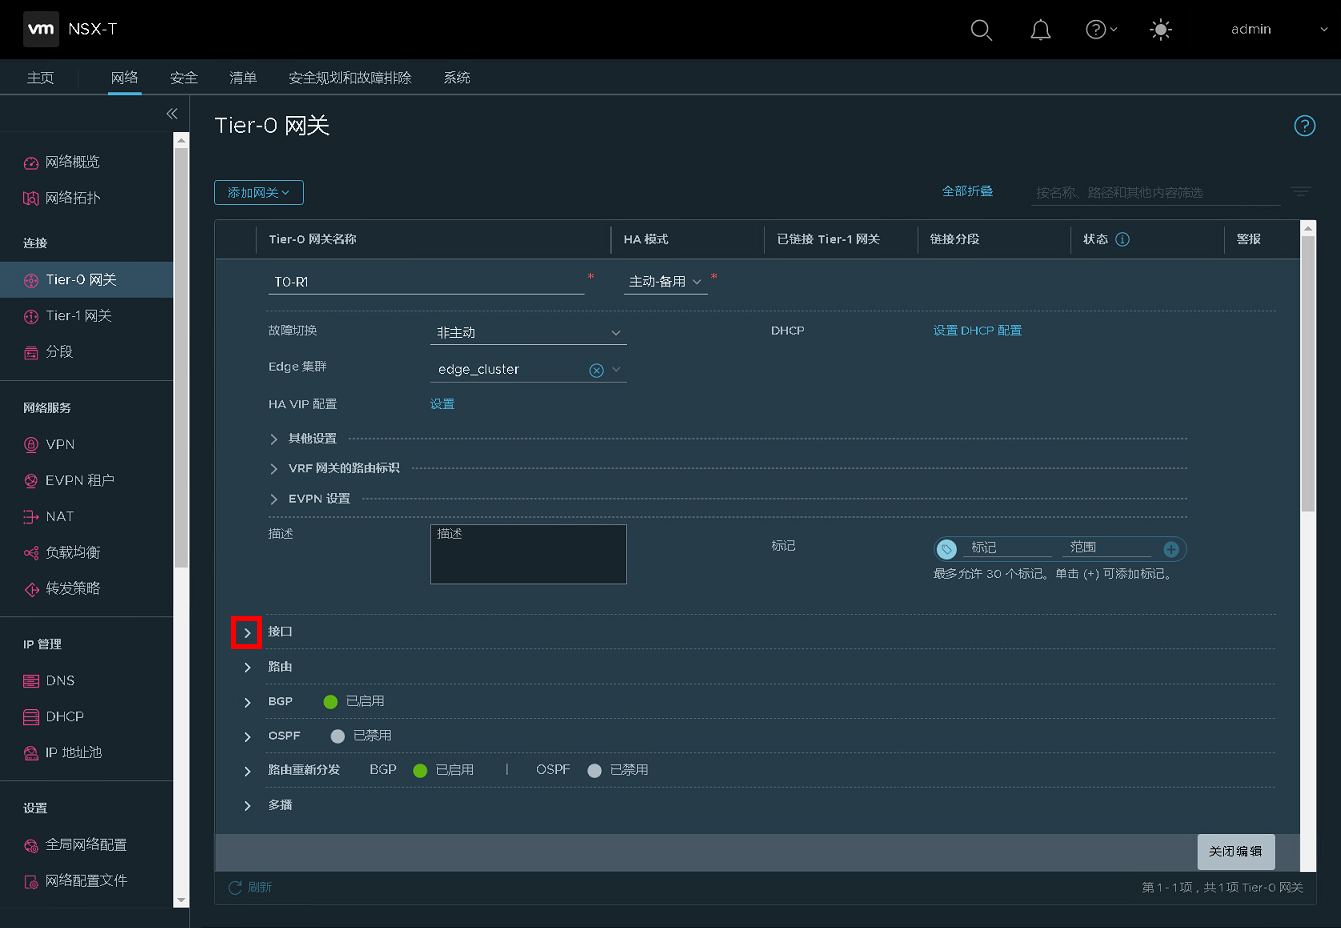 vm NSX-T admin
主页 网络 安全 清单 安全规划和故障排除 系统
Tier-0 网关
网络概览
网络拓扑
连接
Tier-0 网关
Tier-1 网关
分段
网络服务
VPN
EVPN 租户
NAT
负载均衡
转发策略
IP 管理
DNS
DHCP
IP 地址池
设置
全局网络配置
网络配置文件
添加网关 全部折叠 按名称、路径和其他内容筛选
Tier-0 网关名称 HA 模式 已链接 Tier-1 网关 链接分段 状态 警报
T0-R1 * 主动-备用 *
故障切换 非主动 DHCP 设置 DHCP 配置
Edge 集群 edge_cluster
HA VIP 配置 设置
其他设置
VRF 网关的路由标识
EVPN 设置
描述 描述 标记 标记 范围
最多允许 30 个标记。单击 (+) 可添加标记。
接口
路由
BGP 已启用
OSPF 已禁用
路由重新分发 BGP 已启用 | OSPF 已禁用
多播
关闭编辑
刷新 第 1 - 1 项，共 1 项 Tier-0 网关